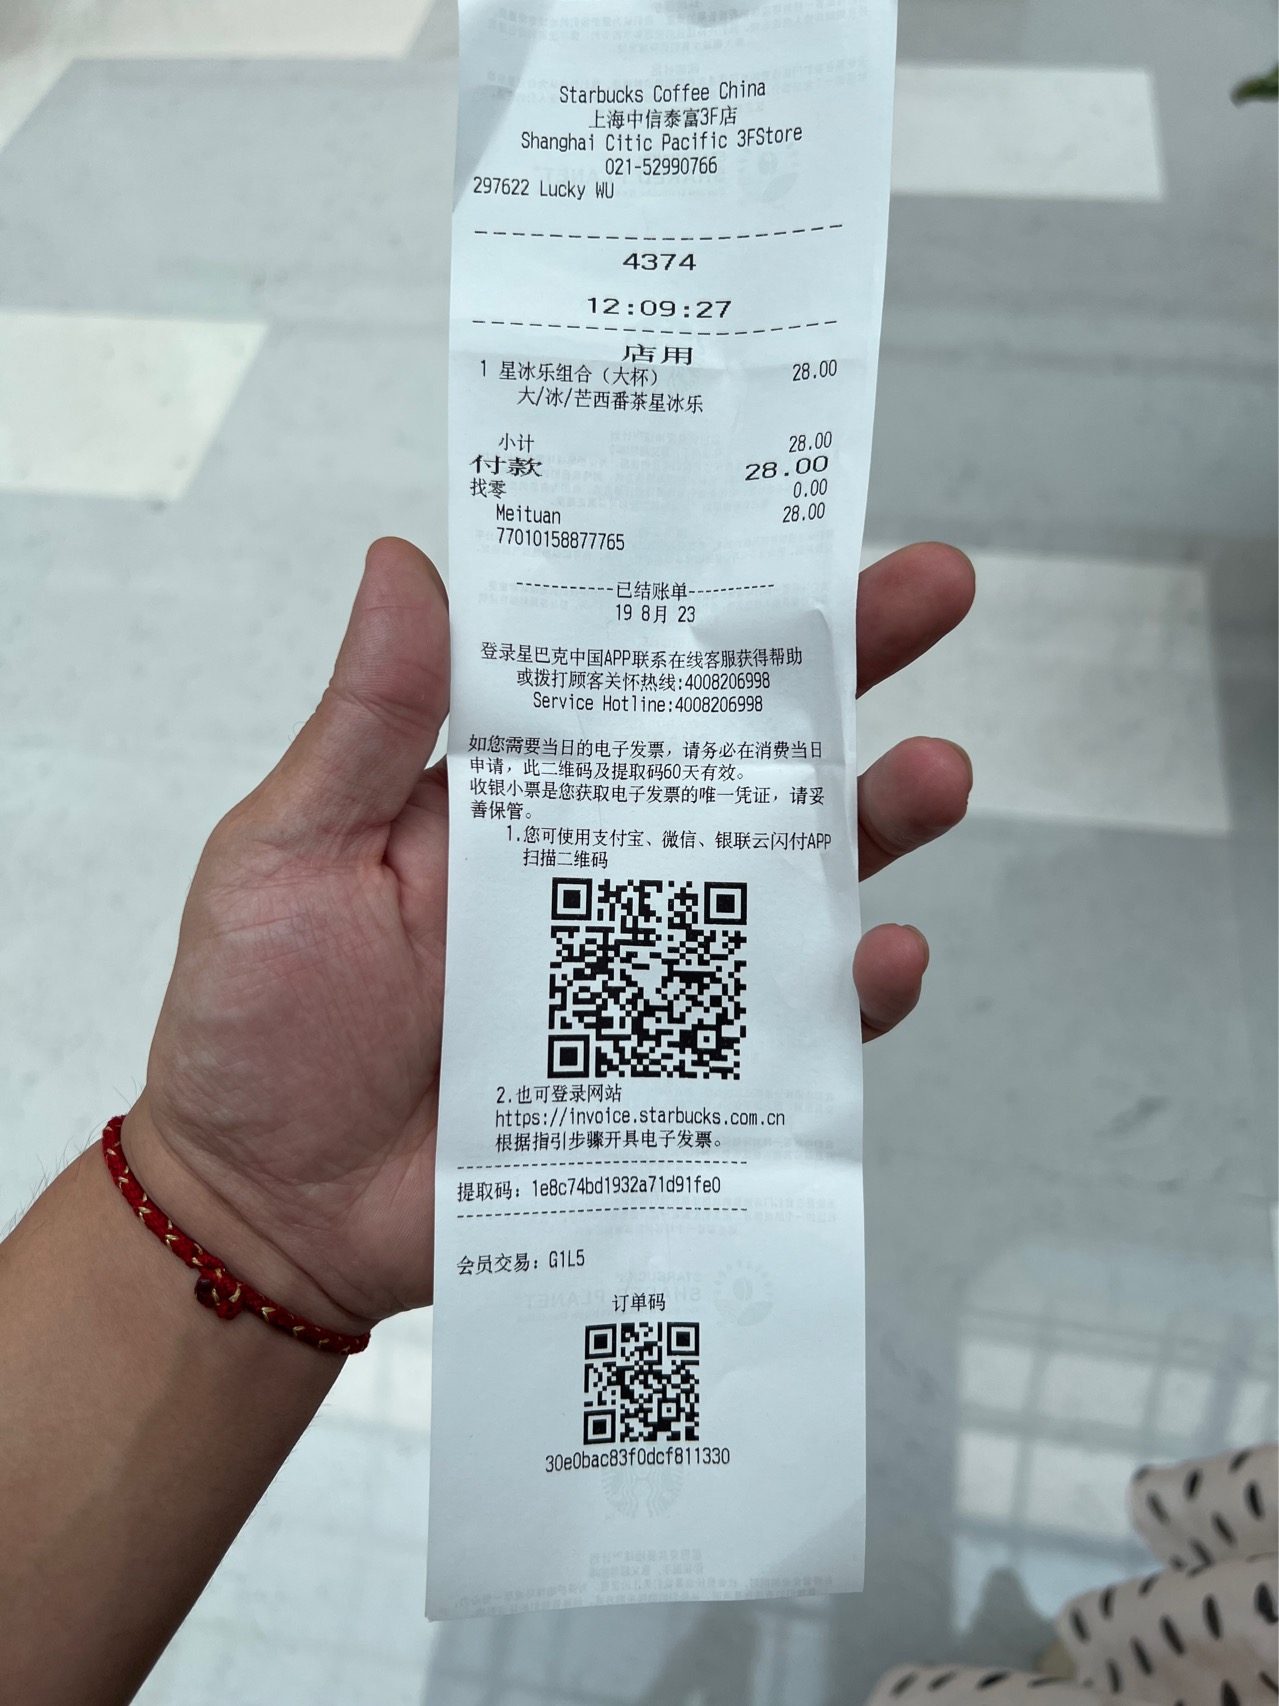 Starbucks Coffee China
上海中信泰富3F店
Shanghai Citic Pacific 3FStore
021-52990766
297622 Lucky WU
4374
12:09:27
店用
1 星冰乐组合（大杯） 28.00
大/冰/芒西番茶星冰乐
小计 28.00
付款 28.00
找零 0.00
Meituan 28.00
77010158877765
-----------已结账单-----------
19 8月 23
登录星巴克中国APP联系在线客服获得帮助
或拨打顾客关怀热线:4008206998
Service Hotline:4008206998
如您需要当日的电子发票，请务必在消费当日
申请，此二维码及提取码60天有效。
收银小票是您获取电子发票的唯一凭证，请妥
善保管。
1.您可使用支付宝、微信、银联云闪付APP
扫描二维码
2.也可登录网站
https://invoice.starbucks.com.cn
根据指引步骤开具电子发票。
提取码：1e8c74bd1932a71d91fe0
会员交易：G1L5
订单码
30e0bac83f0dcf811330